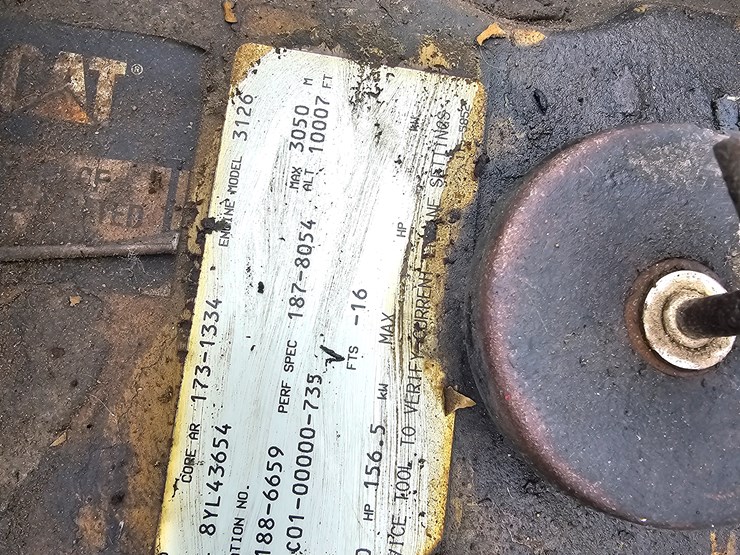 CAT®
ENGINE MODEL 3126
CORE AR 173-1334 MAX ALT 3050 M
10007 FT
8YL43654 PERF SPEC 187-8054
TION NO.
188-6659
C01-00000-735 FTS -16 HP KW
HP 156.5 KW MAX
VICE TOOL TO VERIFY CURRENT ENGINE SETTINGS